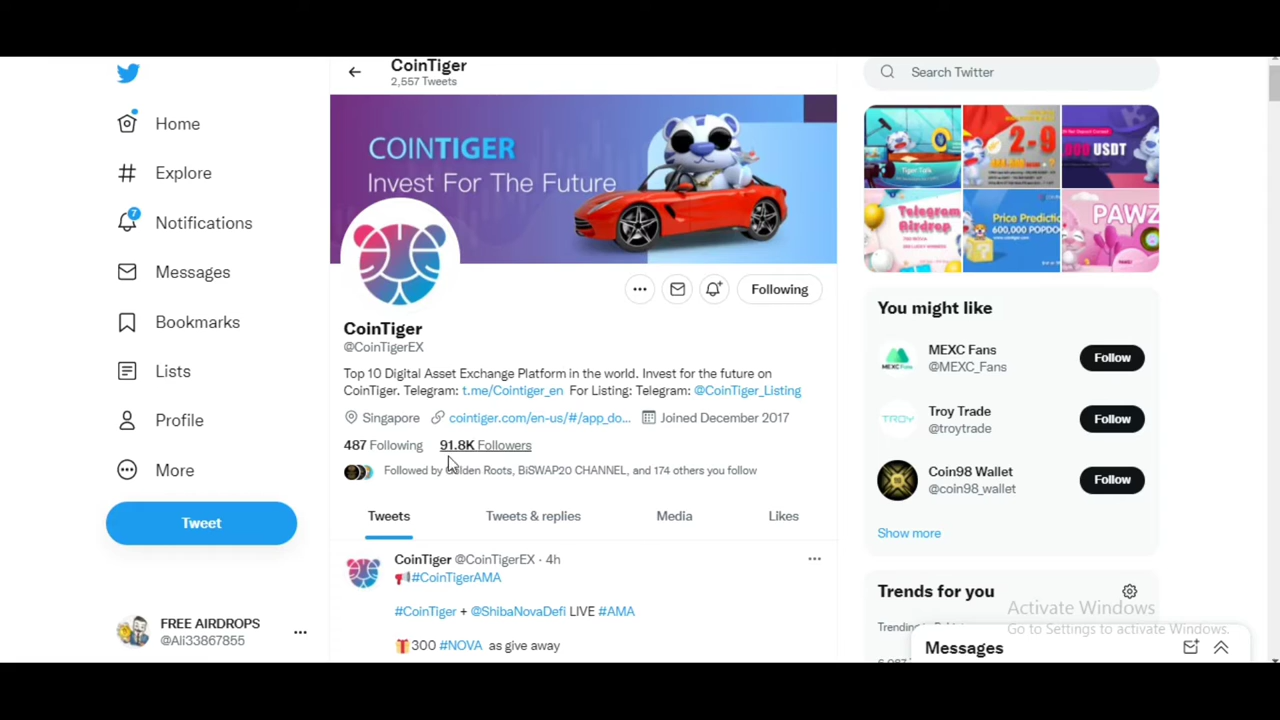 CoinTiger
2,557 Tweets
Search Twitter
Home
Explore
Notifications
7
Messages
Bookmarks
Lists
Profile
More
Tweet
FREE AIRDROPS
@Ali33867855
COINTIGER
Invest For The Future
Following
CoinTiger
@CoinTigerEX
Top 10 Digital Asset Exchange Platform in the world. Invest for the future on
CoinTiger. Telegram: t.me/Cointiger_en For Listing: Telegram: @CoinTiger_Listing
Singapore cointiger.com/en-us/#/app_do... Joined December 2017
487 Following 91.8K Followers
Followed by Golden Roots, BiSWAP20 CHANNEL, and 174 others you follow
Tweets Tweets & replies Media Likes
CoinTiger @CoinTigerEX · 4h
#CoinTigerAMA
#CoinTiger + @ShibaNovaDefi LIVE #AMA
300 #NOVA as give away
Tiger Talk
2-9
USDT
Telegram
Airdrop
Price Predicti
600,000 POPDO
PAWZ
You might like
MEXC Fans
@MEXC_Fans
Follow
Troy Trade
@troytrade
Follow
Coin98 Wallet
@coin98_wallet
Follow
Show more
Trends for you
Activate Windows
Go to Settings to activate Windows.
Messages